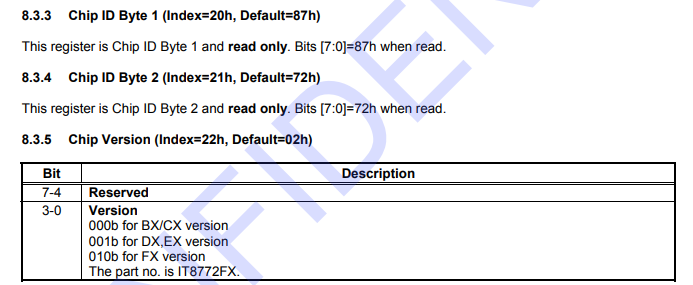 8.3.3 Chip ID Byte 1 (Index=20h, Default=87h)
This register is Chip ID Byte 1 and read only. Bits [7:0]=87h when read.
8.3.4 Chip ID Byte 2 (Index=21h, Default=72h)
This register is Chip ID Byte 2 and read only. Bits [7:0]=72h when read.
8.3.5 Chip Version (Index=22h, Default=02h)
Bit Description
7-4 Reserved
3-0 Version
000b for BX/CX version
001b for DX,EX version
010b for FX version
The part no. is IT8772FX.
NFIDEN